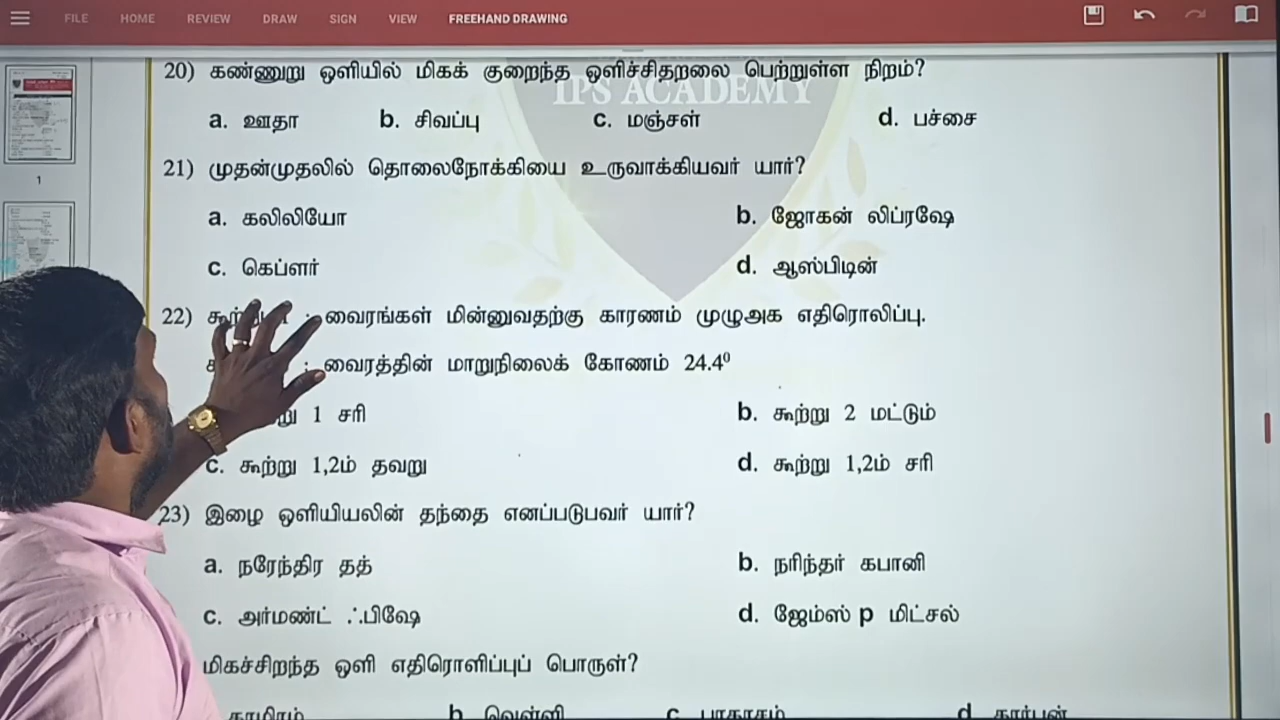 FILE HOME REVIEW DRAW SIGN VIEW FREEHAND DRAWING
20) கண்ணுறு ஒளியில் மிகக் குறைந்த ஒளிச்சிதறலை பெற்றுள்ள நிறம்?
IPS ACADEMY
a. ஊதா b. சிவப்பு c. மஞ்சள் d. பச்சை
21) முதன்முதலில் தொலைநோக்கியை உருவாக்கியவர் யார்?
a. கலிலியோ b. ஜோகன் லிப்ரஷே
c. கெப்ளர் d. ஆஸ்பிடின்
22) : வைரங்கள் மின்னுவதற்கு காரணம் முழுஅக எதிரொலிப்பு.
: வைரத்தின் மாறுநிலைக் கோணம் 24.4⁰
1 சரி b. கூற்று 2 மட்டும்
c. கூற்று 1,2ம் தவறு d. கூற்று 1,2ம் சரி
23) இழை ஒளியியலின் தந்தை எனப்படுபவர் யார்?
a. நரேந்திர தத் b. நரிந்தர் கபானி
c. அர்மண்ட் ஃபிஷே d. ஜேம்ஸ் p மிட்சல்
மிகச்சிறந்த ஒளி எதிரொளிப்புப் பொருள்?
b வெள்ளி c
1